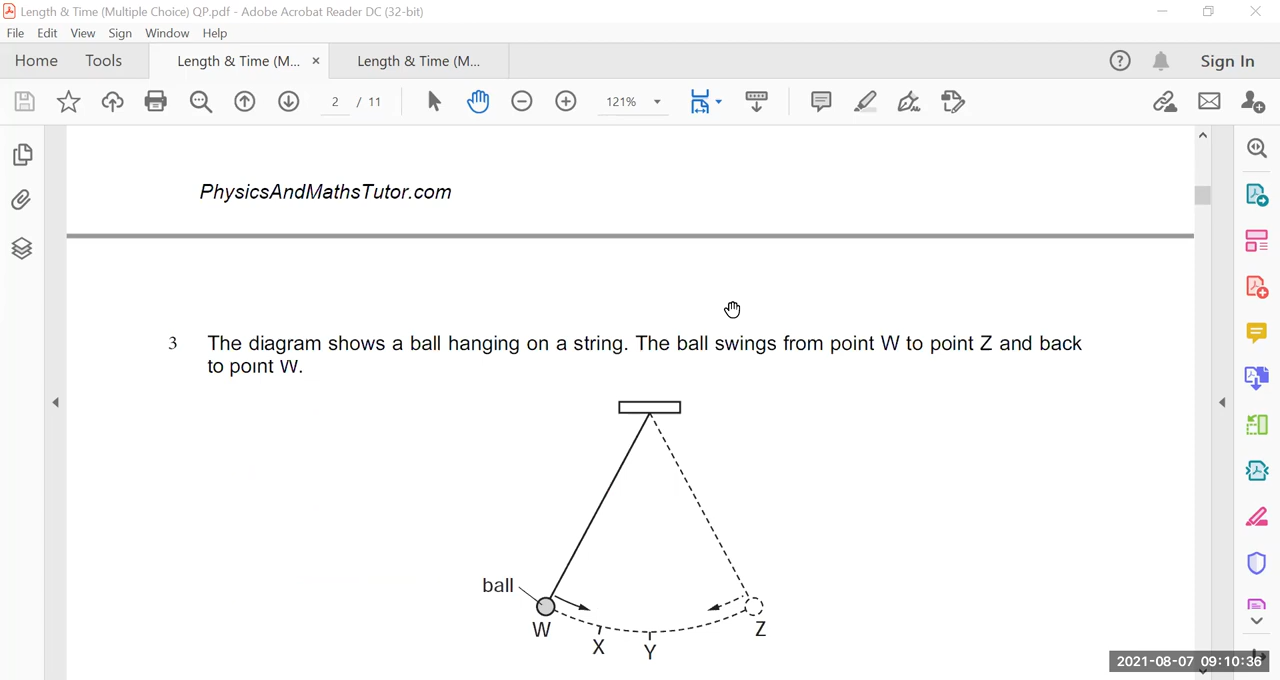 Length & Time (Multiple Choice) QP.pdf - Adobe Acrobat Reader DC (32-bit)
File Edit View Sign Window Help
Home Tools Length & Time (M... × Length & Time (M... Sign In
2 / 11 121%
PhysicsAndMathsTutor.com
3 The diagram shows a ball hanging on a string. The ball swings from point W to point Z and back
to point W.
ball
W Z
X Y
2021-08-07 09:10:36